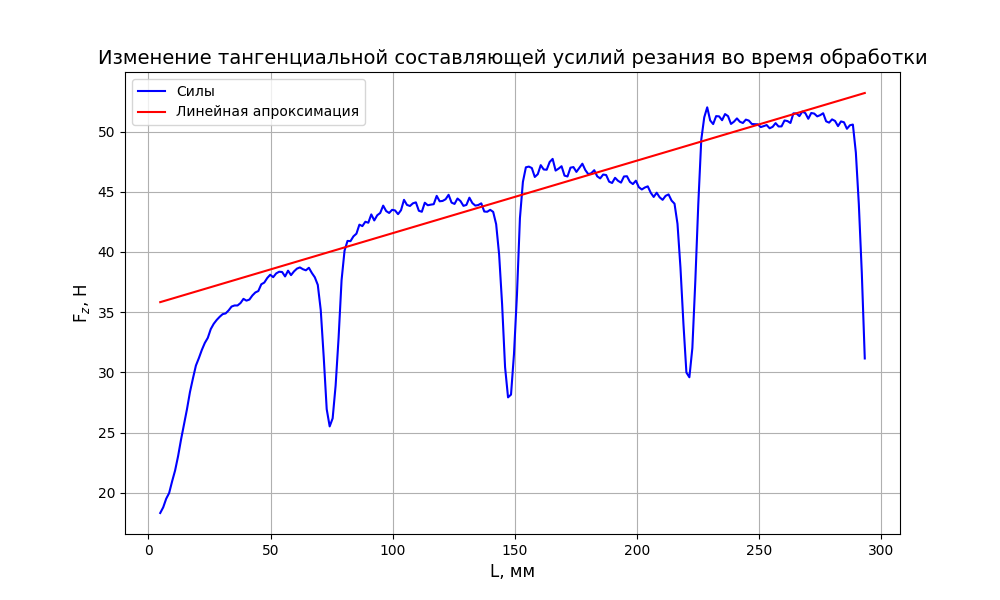 Изменение тангенциальной составляющей усилий резания во время обработки
Силы
Линейная апроксимация
50
45
40
35
30
25
20
F_z, Н
0 50 100 150 200 250 300
L, мм